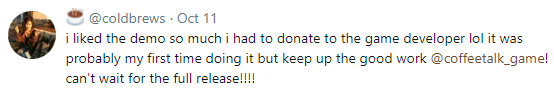 ☕ @coldbrews · Oct 11
i liked the demo so much i had to donate to the game developer lol it was
probably my first time doing it but keep up the good work @coffeetalk_game!
can't wait for the full release!!!!